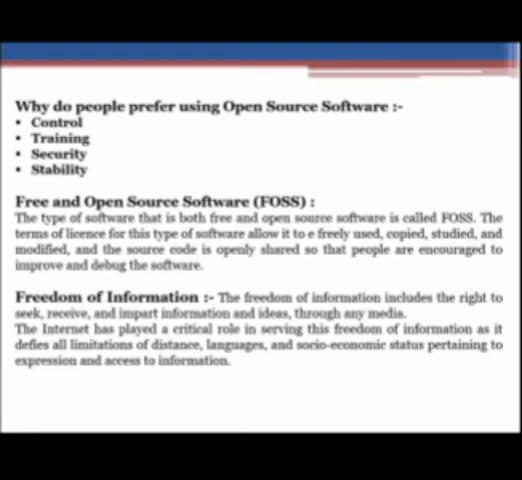 Why do people prefer using Open Source Software :-
• Control
• Training
• Security
• Stability
Free and Open Source Software (FOSS) :
The type of software that is both free and open source software is called FOSS. The
terms of licence for this type of software allow it to e freely used, copied, studied, and
modified, and the source code is openly shared so that people are encouraged to
improve and debug the software.
Freedom of Information :- The freedom of information includes the right to
seek, receive, and impart information and ideas, through any media.
The Internet has played a critical role in serving this freedom of information as it
defies all limitations of distance, languages, and socio-economic status pertaining to
expression and access to information.